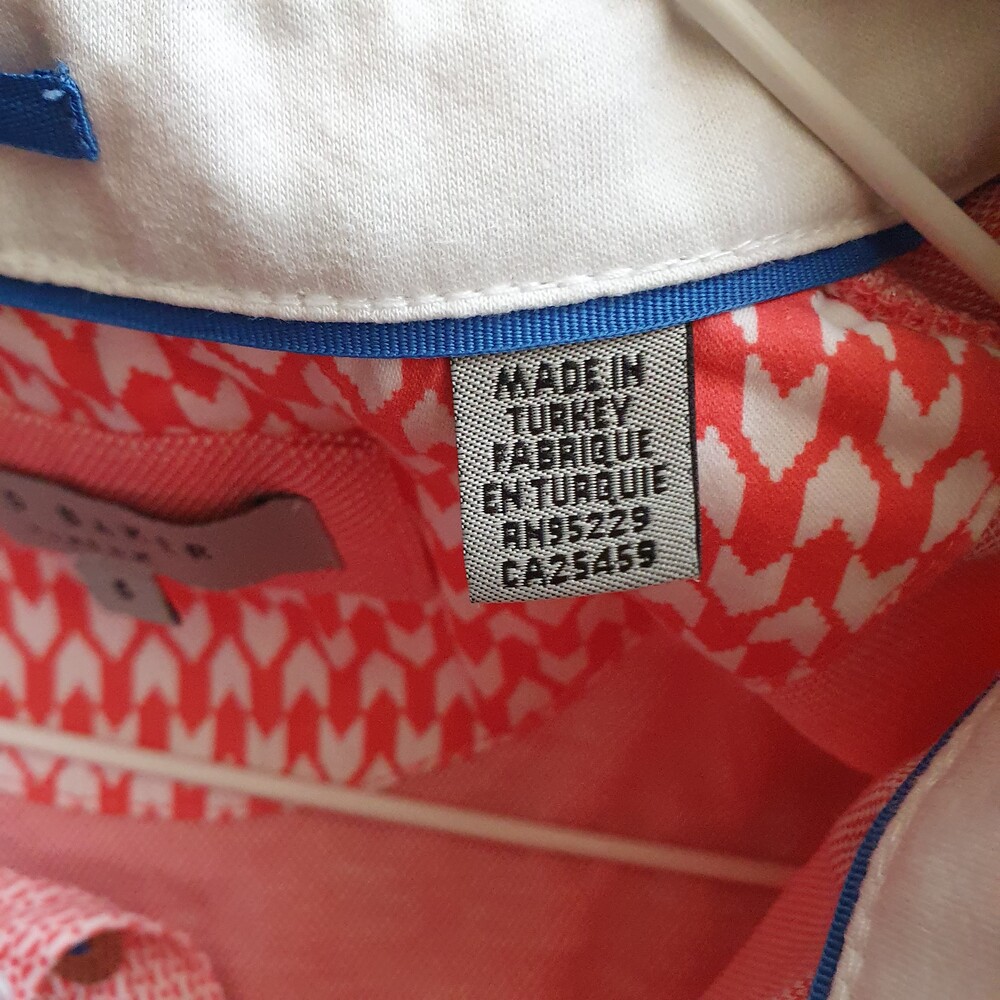 MADE IN
TURKEY
FABRIQUE
EN TURQUIE
RN95229
CA25459